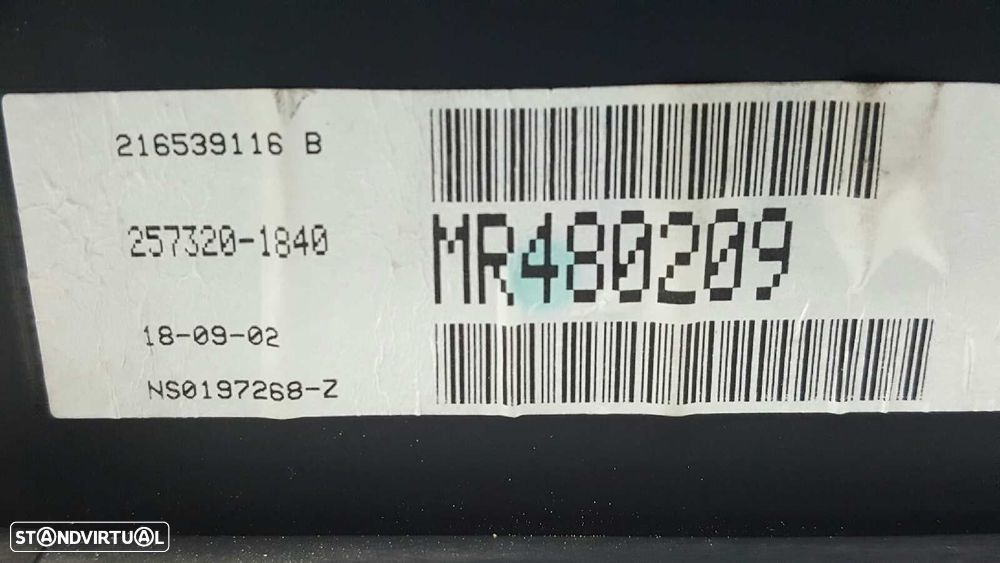 216539116 B
257320-1840
MR480209
18-09-02
NS0197268-Z
STANDVIRTUAL